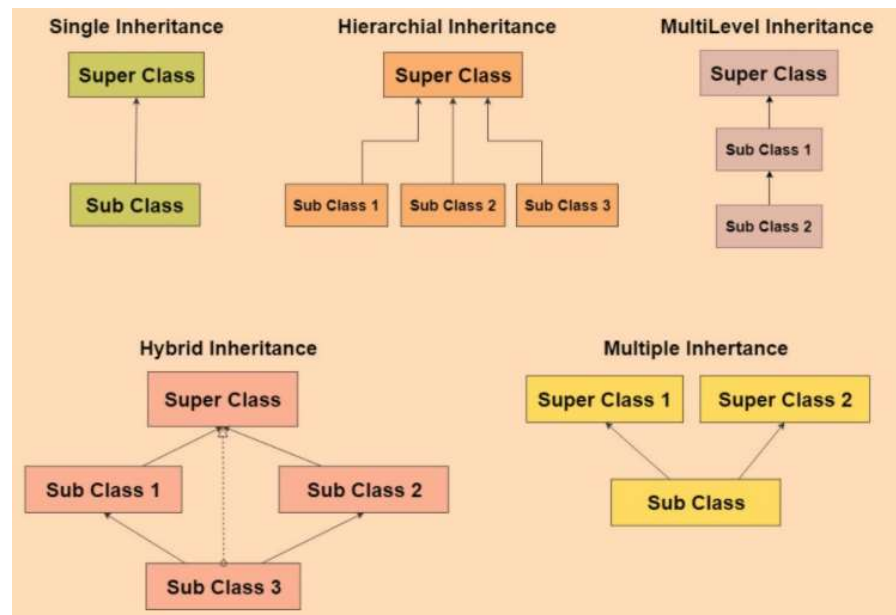 Single Inheritance
Super Class
Sub Class
Hierarchial Inheritance
Super Class
Sub Class 1
Sub Class 2
Sub Class 3
MultiLevel Inheritance
Super Class
Sub Class 1
Sub Class 2
Hybrid Inheritance
Super Class
Sub Class 1
Sub Class 2
Sub Class 3
Multiple Inhertance
Super Class 1
Super Class 2
Sub Class